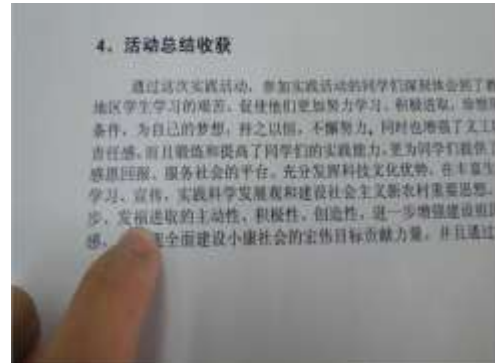 4、活动总结收获
通过这次实践活动，参加实践活动的同学们深刻体会到了
地区学生学习的艰苦，促使他们更加努力学习、积极进取，
条件，为自己的梦想，持之以恒，不懈努力，同时也增强了
责任感，而且锻炼和提高了同学们的实践能力，更为同学们提供了
感恩回报、服务社会的平台。充分发挥科技文化优势，在丰富
学习、宣传、实践科学发展观和建设社会主义新农村重要思想，
步、发 进取的主动性、积极性、创造性，进一步增强建设祖国
感， 全面建设小康社会的宏伟目标贡献力量，并且通过